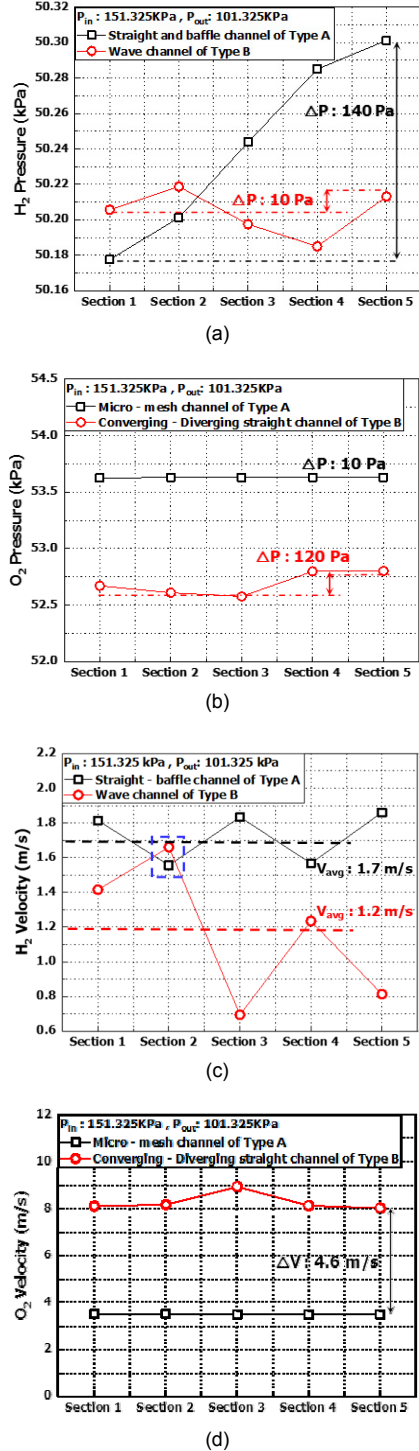 P_in : 151.325KPa , P_out: 101.325KPa
Straight and baffle channel of Type A
Wave channel of Type B
50.30
50.28
50.26
50.24
50.22
50.20
50.18
50.16
H₂ Pressure (kPa)
△P : 140 Pa
△P : 10 Pa
Section 1 Section 2 Section 3 Section 4 Section 5
(a)
P_in : 151.325KPa , P_out: 101.325KPa
Micro - mesh channel of Type A
Converging - Diverging straight channel of Type B
54.5
54.0
53.5
53.0
52.5
52.0
O₂ Pressure (kPa)
△P : 10 Pa
△P : 120 Pa
Section 1 Section 2 Section 3 Section 4 Section 5
(b)
P_in : 151.325 kPa , P_out: 101.325 kPa
Straight - baffle channel of Type A
Wave channel of Type B
2.2
2.0
1.8
1.6
1.4
1.2
1.0
0.8
0.6
H₂ Velocity (m/s)
V_avg : 1.7 m/s
V_avg : 1.2 m/s
Section 1 Section 2 Section 3 Section 4 Section 5
(c)
P_in : 151.325KPa , P_out: 101.325KPa
Micro - mesh channel of Type A
Converging - Diverging straight channel of Type B
12
10
8
6
4
2
0
O₂ Velocity (m/s)
△V : 4.6 m/s
Section 1 Section 2 Section 3 Section 4 Section 5
(d)